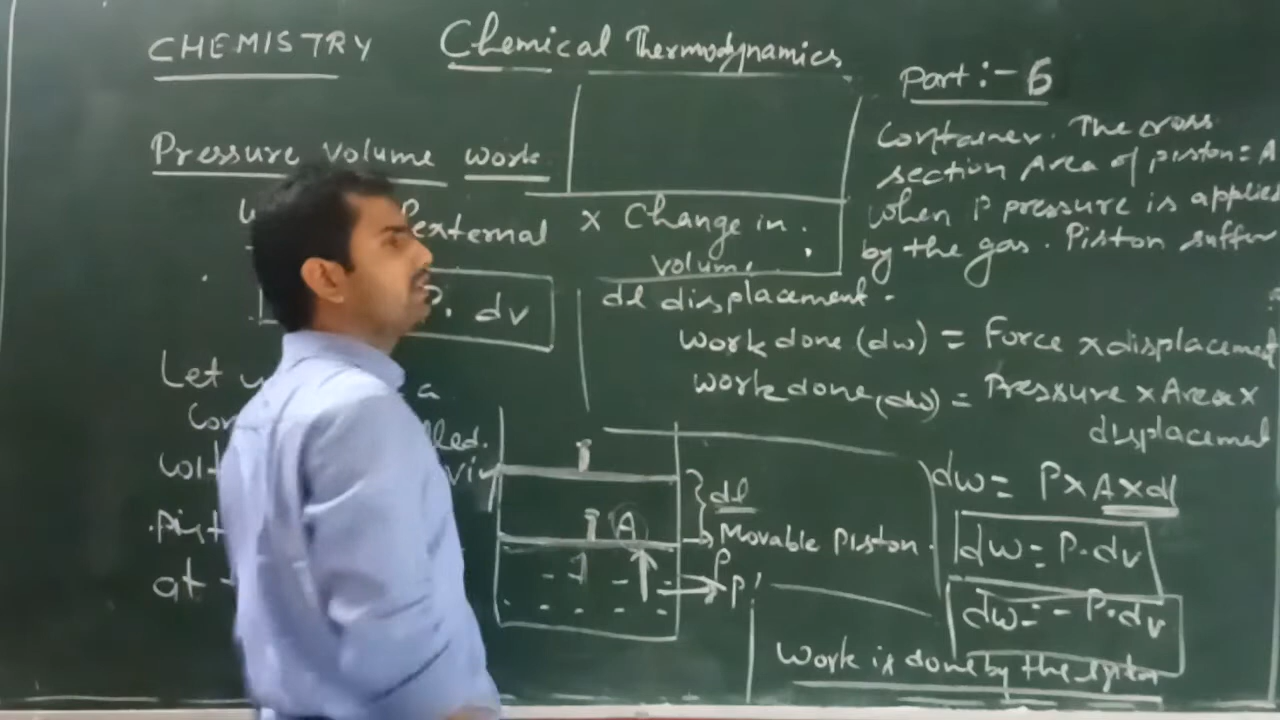 CHEMISTRY
Chemical Thermodynamics
Part :- 6
Pressure volume work
Pexternal x Change in
volume.
P. dv
Let
a
at
Container. The cross
section Area of piston = A
when P pressure is applied
by the gas. Piston suffer
dl displacement.
work done (dw) = Force x displacement
work done (dw) = Pressure x Area x
displacement
dw = P x A x dl
dw = P.dv
dw = - P.dv
work is done by the system
dl
A
Movable Piston.
P
P'